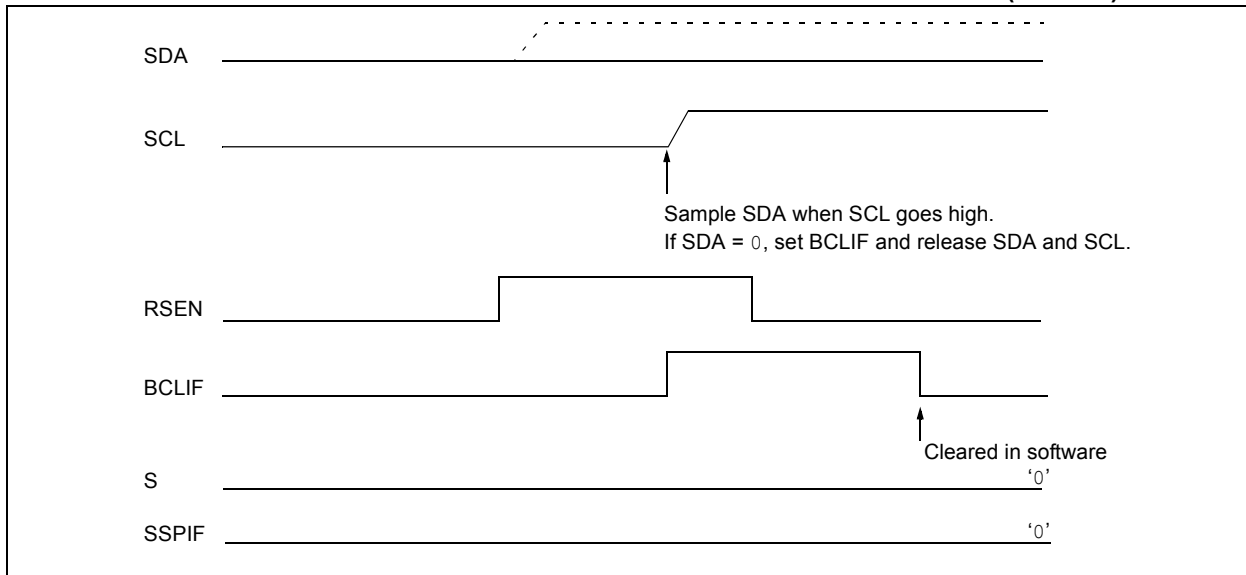 SDA
SCL
Sample SDA when SCL goes high.
If SDA = 0, set BCLIF and release SDA and SCL.
RSEN
BCLIF
Cleared in software
S
‘0’
SSPIF
‘0’